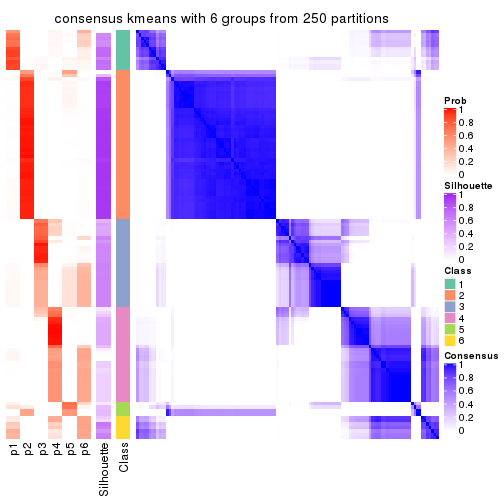 consensus kmeans with 6 groups from 250 partitions
Prob
1
0.8
0.6
0.4
0.2
0
Silhouette
1
0.8
0.6
0.4
0.2
0
Class
1
2
3
4
5
6
Consensus
1
0.8
0.6
0.4
0.2
0
p1
p2
p3
p4
p5
p6
Silhouette
Class